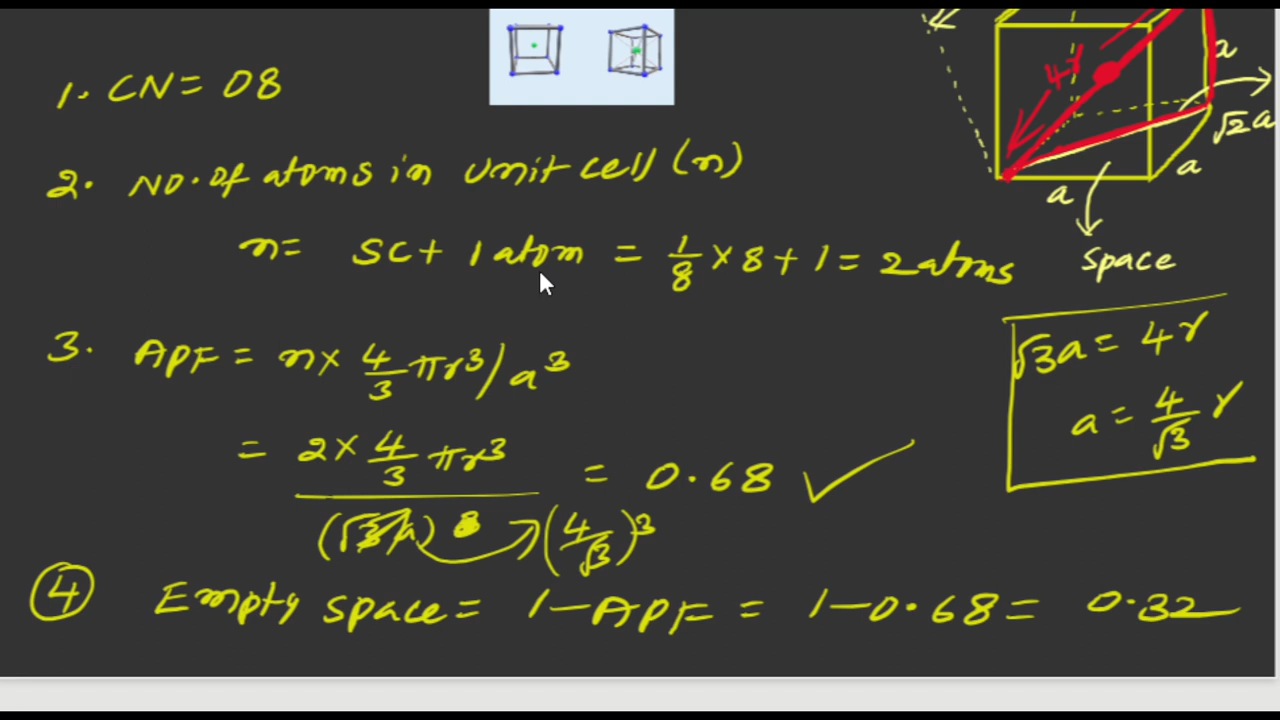 1. CN = 08
2. NO. of atoms in unit cell (n)
n = SC + 1 atom = 1/8 × 8 + 1 = 2 atoms
3. APF = n × 4/3 πr³ / a³
= 2 × 4/3 πr³ = 0.68 ✓
(4/√3)³
④ Empty space = 1 - APF = 1 - 0.68 = 0.32
4r
a
√2a
a
a
space
√3a = 4r
a = 4/√3 r